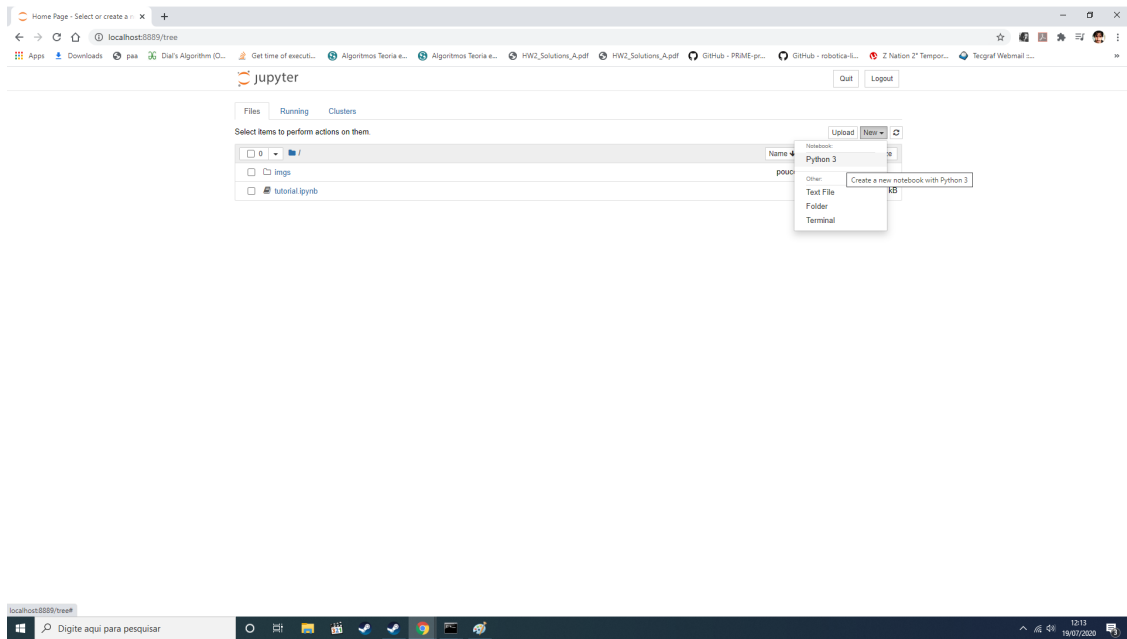 Home Page - Select or create a n
localhost:8889/tree
Apps Downloads paa Dial's Algorithm (O... Get time of executi... Algoritmos Teoria e... Algoritmos Teoria e... HW2_Solutions_A.pdf HW2_Solutions_A.pdf GitHub - PRiME-pr... GitHub - robotica-li... Z Nation 2° Tempor... Tecgraf Webmail ::... »
jupyter Quit Logout
Files Running Clusters
Select items to perform actions on them. Upload New
Notebook:
0 / Name
Python 3
imgs
Other:
Create a new notebook with Python 3
tutorial.ipynb Text File kB
Folder
Terminal
localhost:8889/tree#
Digite aqui para pesquisar
12:13
19/07/2020